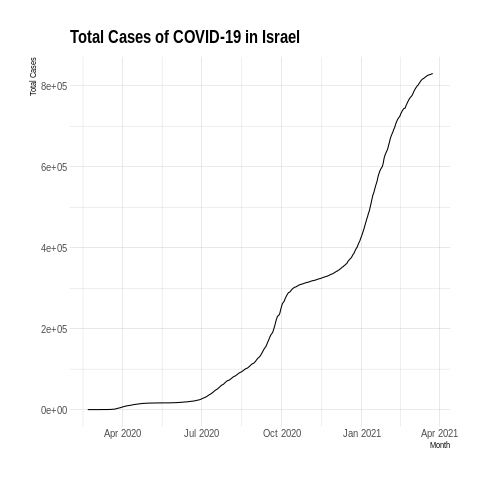 Total Cases of COVID-19 in Israel
Total Cases
8e+05
6e+05
4e+05
2e+05
0e+00
Apr 2020 Jul 2020 Oct 2020 Jan 2021 Apr 2021
Month